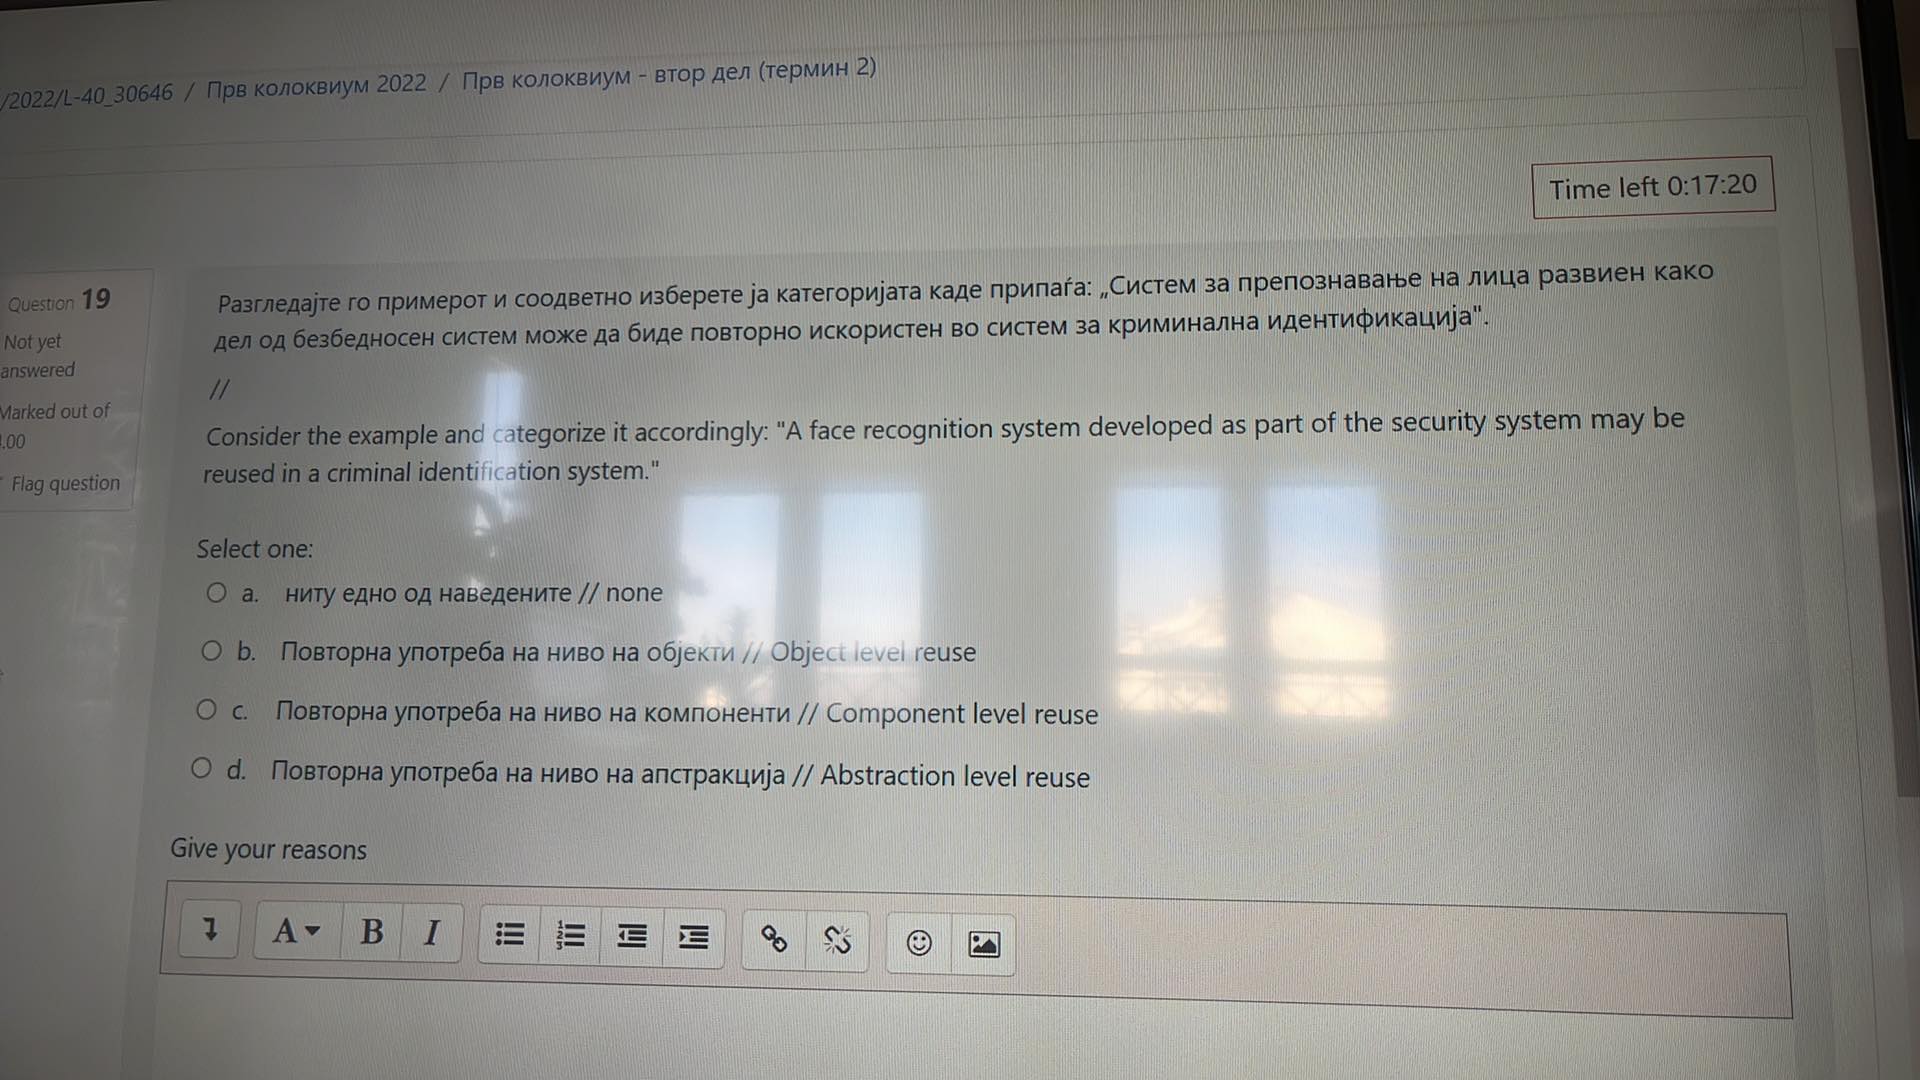 /2022/L-40_30646 / Прв колоквиум 2022 / Прв колоквиум - втор дел (термин 2)
Time left 0:17:20
Question 19
Not yet
answered
Marked out of
.00
Flag question
Разгледајте го примерот и соодветно изберете ја категоријата каде припаѓа: „Систем за препознавање на лица развиен како
дел од безбедносен систем може да биде повторно искористен во систем за криминална идентификација".
//
Consider the example and categorize it accordingly: "A face recognition system developed as part of the security system may be
reused in a criminal identification system."
Select one:
a. ниту едно од наведените // none
b. Повторна употреба на ниво на објекти // Object level reuse
c. Повторна употреба на ниво на компоненти // Component level reuse
d. Повторна употреба на ниво на апстракција // Abstraction level reuse
Give your reasons
A B I